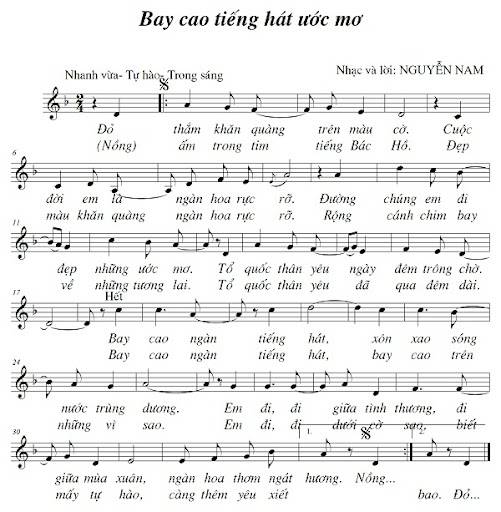 Bay cao tiếng hát ước mơ
Nhanh vừa- Tự hào- Trong sáng
Nhạc và lời: NGUYỄN NAM
Đỏ thắm khăn quàng trên màu cờ. Cuộc
(Nồng) ấm trong tim tiếng Bác Hồ. Đẹp
6
đời em là ngàn hoa rực rỡ. Đường chúng em đi
màu khăn quàng ngàn hoa rực rỡ. Rộng cánh chim bay
11
đẹp những ước mơ. Tổ quốc thân yêu ngày đêm trông chờ.
về những tương lai. Tổ quốc thân yêu đã qua đêm dài.
17
Hết
Bay cao ngàn tiếng hát, xôn xao sóng
Bay cao ngàn tiếng hát, bay cao trên
24
nước trùng dương. Em đi, đi giữa tình thương, đi
những vì sao. Em đi, đi dưới cờ sao, biết
30
1.
2.
giữa mùa xuân, ngàn hoa thơm ngát hương. Nồng...
mấy tự hào, càng thêm yêu xiết bao. Đỏ...